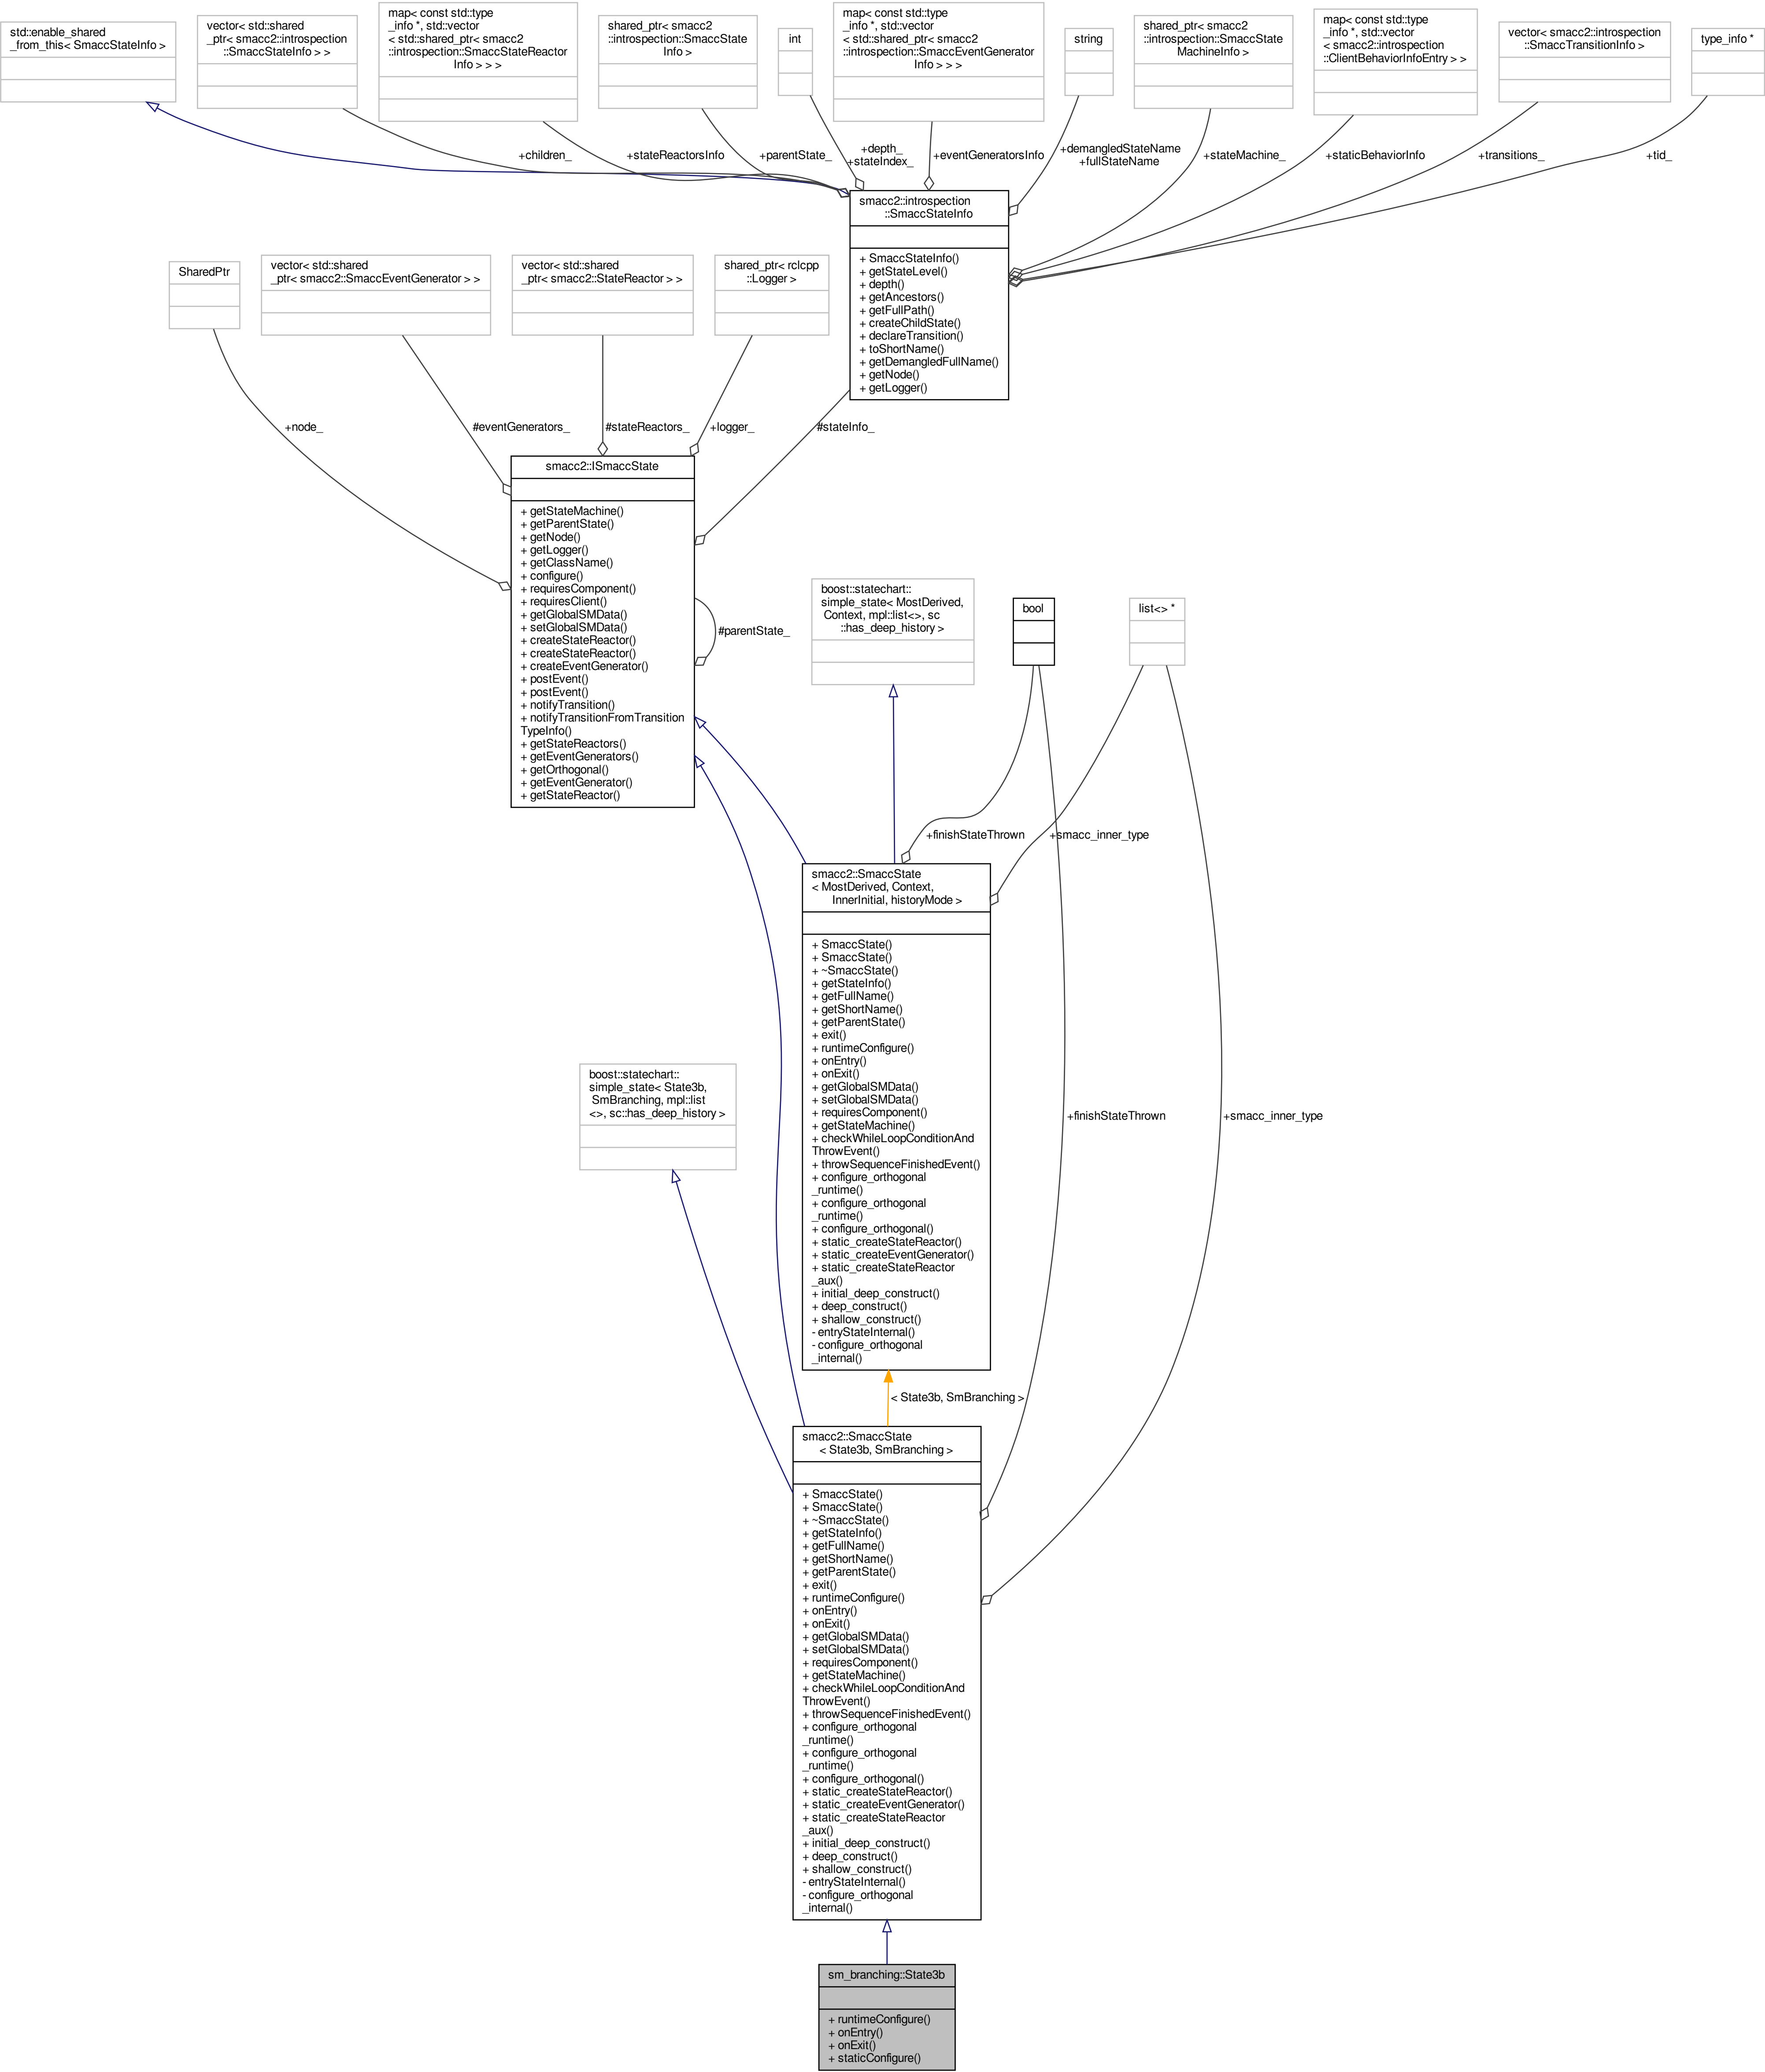 std::enable_shared
_from_this< SmaccStateInfo >
vector< std::shared
_ptr< smacc2::introspection
::SmaccStateInfo > >
map< const std::type
_info *, std::vector
< std::shared_ptr< smacc2
::introspection::SmaccStateReactor
Info > > >
shared_ptr< smacc2
::introspection::SmaccState
Info >
int
map< const std::type
_info *, std::vector
< std::shared_ptr< smacc2
::introspection::SmaccEventGenerator
Info > > >
string
shared_ptr< smacc2
::introspection::SmaccState
MachineInfo >
map< const std::type
_info *, std::vector
< smacc2::introspection
::ClientBehaviorInfoEntry > >
vector< smacc2::introspection
::SmaccTransitionInfo >
type_info *
+children_
+stateReactorsInfo
+parentState_
+depth_
+stateIndex_
+eventGeneratorsInfo
+demangledStateName
+fullStateName
+stateMachine_
+staticBehaviorInfo
+transitions_
+tid_
smacc2::introspection
::SmaccStateInfo
+ SmaccStateInfo()
+ getStateLevel()
+ depth()
+ getAncestors()
+ getFullPath()
+ createChildState()
+ declareTransition()
+ toShortName()
+ getDemangledFullName()
+ getNode()
+ getLogger()
SharedPtr
vector< std::shared
_ptr< smacc2::SmaccEventGenerator > >
vector< std::shared
_ptr< smacc2::StateReactor > >
shared_ptr< rclcpp
::Logger >
+node_
#eventGenerators_
#stateReactors_
+logger_
#stateInfo_
smacc2::ISmaccState
+ getStateMachine()
+ getParentState()
+ getNode()
+ getLogger()
+ getClassName()
+ configure()
+ requiresComponent()
+ requiresClient()
+ getGlobalSMData()
+ setGlobalSMData()
+ createStateReactor()
+ createStateReactor()
+ createEventGenerator()
+ postEvent()
+ postEvent()
+ notifyTransition()
+ notifyTransitionFromTransition
TypeInfo()
+ getStateReactors()
+ getEventGenerators()
+ getOrthogonal()
+ getEventGenerator()
+ getStateReactor()
#parentState_
boost::statechart::
simple_state< MostDerived,
Context, mpl::list<>, sc
::has_deep_history >
bool
list<> *
+finishStateThrown
+smacc_inner_type
smacc2::SmaccState
< MostDerived, Context,
InnerInitial, historyMode >
+ SmaccState()
+ SmaccState()
+ ~SmaccState()
+ getStateInfo()
+ getFullName()
+ getShortName()
+ getParentState()
+ exit()
+ runtimeConfigure()
+ onEntry()
+ onExit()
+ getGlobalSMData()
+ setGlobalSMData()
+ requiresComponent()
+ getStateMachine()
+ checkWhileLoopConditionAnd
ThrowEvent()
+ throwSequenceFinishedEvent()
+ configure_orthogonal
_runtime()
+ configure_orthogonal
_runtime()
+ configure_orthogonal()
+ static_createStateReactor()
+ static_createEventGenerator()
+ static_createStateReactor
_aux()
+ initial_deep_construct()
+ deep_construct()
+ shallow_construct()
- entryStateInternal()
- configure_orthogonal
_internal()
boost::statechart::
simple_state< State3b,
SmBranching, mpl::list
<>, sc::has_deep_history >
+finishStateThrown
+smacc_inner_type
< State3b, SmBranching >
smacc2::SmaccState
< State3b, SmBranching >
+ SmaccState()
+ SmaccState()
+ ~SmaccState()
+ getStateInfo()
+ getFullName()
+ getShortName()
+ getParentState()
+ exit()
+ runtimeConfigure()
+ onEntry()
+ onExit()
+ getGlobalSMData()
+ setGlobalSMData()
+ requiresComponent()
+ getStateMachine()
+ checkWhileLoopConditionAnd
ThrowEvent()
+ throwSequenceFinishedEvent()
+ configure_orthogonal
_runtime()
+ configure_orthogonal
_runtime()
+ configure_orthogonal()
+ static_createStateReactor()
+ static_createEventGenerator()
+ static_createStateReactor
_aux()
+ initial_deep_construct()
+ deep_construct()
+ shallow_construct()
- entryStateInternal()
- configure_orthogonal
_internal()
sm_branching::State3b
+ runtimeConfigure()
+ onEntry()
+ onExit()
+ staticConfigure()